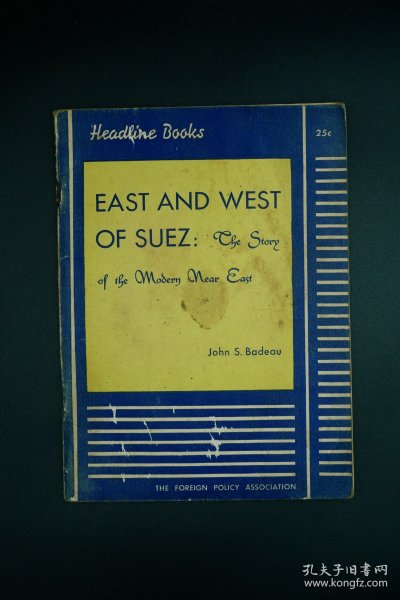 Headline Books
25c
EAST AND WEST
OF SUEZ: The Story
of the Modern Near East
John S. Badeau
THE FOREIGN POLICY ASSOCIATION
孔夫子旧书网
www.kongfz.com